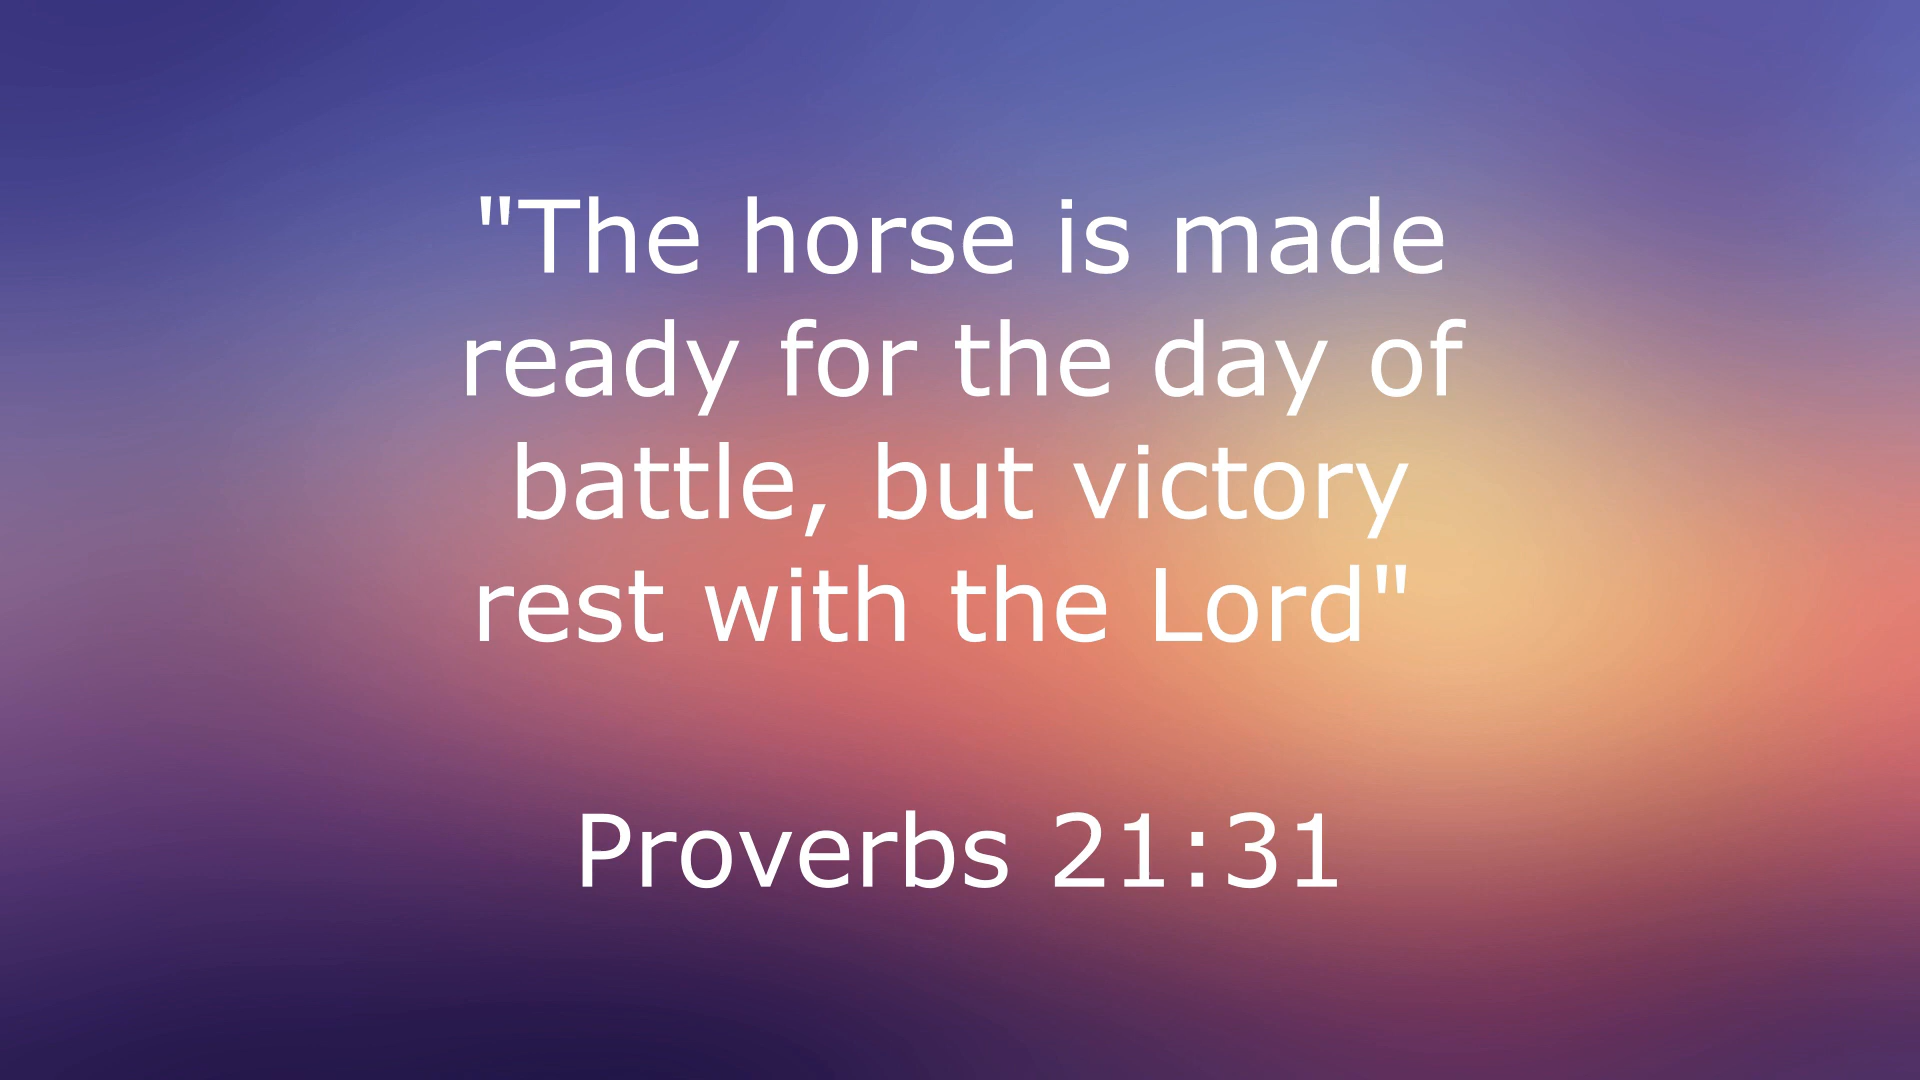 "The horse is made
ready for the day of
battle, but victory
rest with the Lord"
Proverbs 21:31